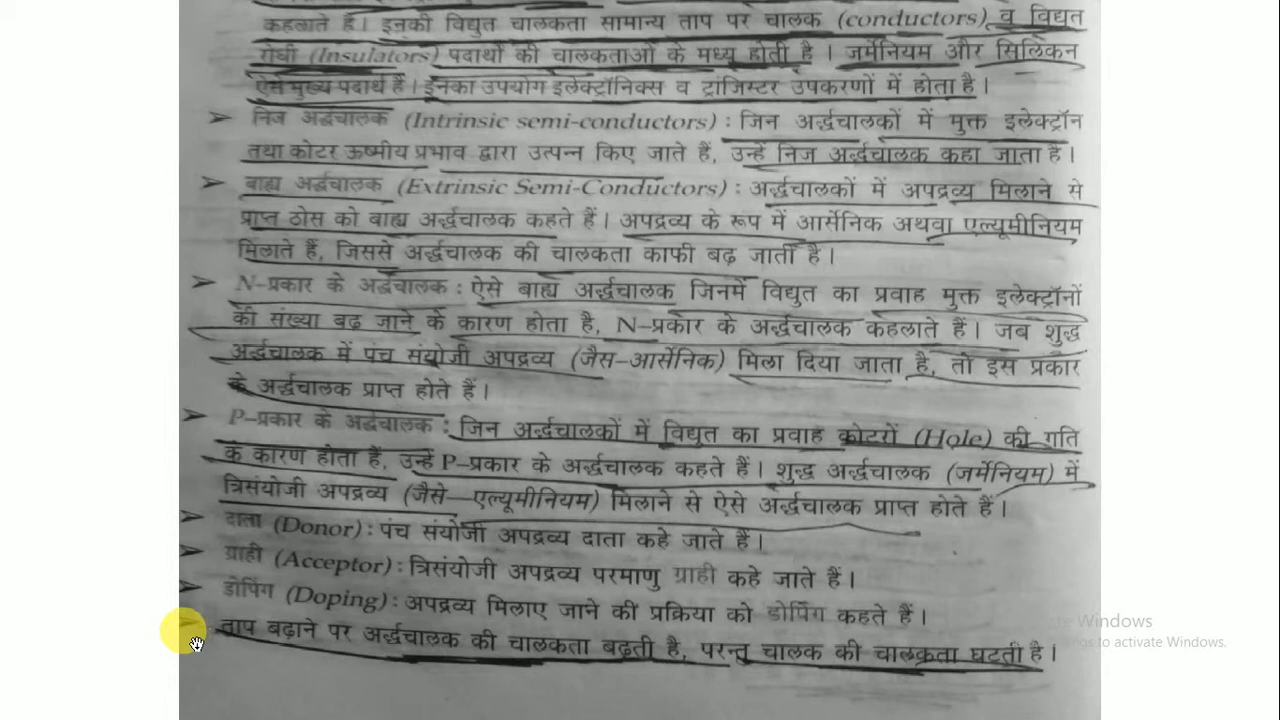 कहलाते हैं। इनकी विद्युत चालकता सामान्य ताप पर चालक (conductors) व विद्युत
रोधी (Insulators) पदार्थों की चालकताओं के मध्य होती है। जर्मेनियम और सिलिकन
ऐसे मुख्य पदार्थ हैं। इनका उपयोग इलेक्ट्रॉनिक्स व ट्रांजिस्टर उपकरणों में होता है।
➤ निज अर्द्धचालक (Intrinsic semi-conductors) : जिन अर्द्धचालकों में मुक्त इलेक्ट्रॉन
तथा कोटर ऊष्मीय प्रभाव द्वारा उत्पन्न किए जाते हैं, उन्हें निज अर्द्धचालक कहा जाता है।
➤ बाह्य अर्द्धचालक (Extrinsic Semi-Conductors) : अर्द्धचालकों में अपद्रव्य मिलाने से
प्राप्त ठोस को बाह्य अर्द्धचालक कहते हैं। अपद्रव्य के रूप में आर्सेनिक अथवा एल्यूमीनियम
मिलाते हैं, जिससे अर्द्धचालक की चालकता काफी बढ़ जाती है।
➤ N-प्रकार के अर्द्धचालक : ऐसे बाह्य अर्द्धचालक जिनमें विद्युत का प्रवाह मुक्त इलेक्ट्रॉनों
की संख्या बढ़ जाने के कारण होता है, N-प्रकार के अर्द्धचालक कहलाते हैं। जब शुद्ध
अर्द्धचालक में पंच संयोजी अपद्रव्य (जैस-आर्सेनिक) मिला दिया जाता है, तो इस प्रकार
के अर्द्धचालक प्राप्त होते हैं।
➤ P-प्रकार के अर्द्धचालक : जिन अर्द्धचालकों में विद्युत का प्रवाह कोटरों (Hole) की गति
के कारण होता है, उन्हें P-प्रकार के अर्द्धचालक कहते हैं। शुद्ध अर्द्धचालक (जर्मेनियम) में
त्रिसंयोजी अपद्रव्य (जैसे—एल्यूमीनियम) मिलाने से ऐसे अर्द्धचालक प्राप्त होते हैं।
➤ दाता (Donor) : पंच संयोजी अपद्रव्य दाता कहे जाते हैं।
➤ ग्राही (Acceptor) : त्रिसंयोजी अपद्रव्य परमाणु ग्राही कहे जाते हैं।
➤ डोपिंग (Doping) : अपद्रव्य मिलाए जाने की प्रक्रिया को डोपिंग कहते हैं।
➤ ताप बढ़ाने पर अर्द्धचालक की चालकता बढ़ती है, परन्तु चालक की चालकता घटती है।
Windows
to activate Windows.